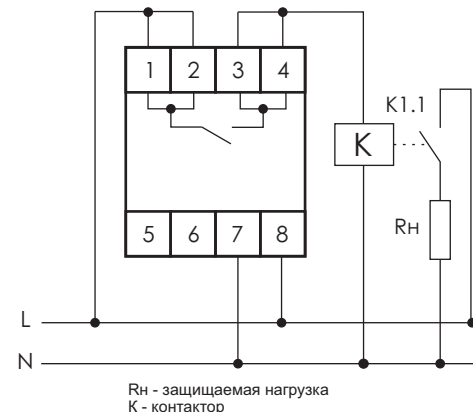 1 2 3 4
K1.1
K
5 6 7 8
Rн
L
N
Rн - защищаемая нагрузка
К - контактор